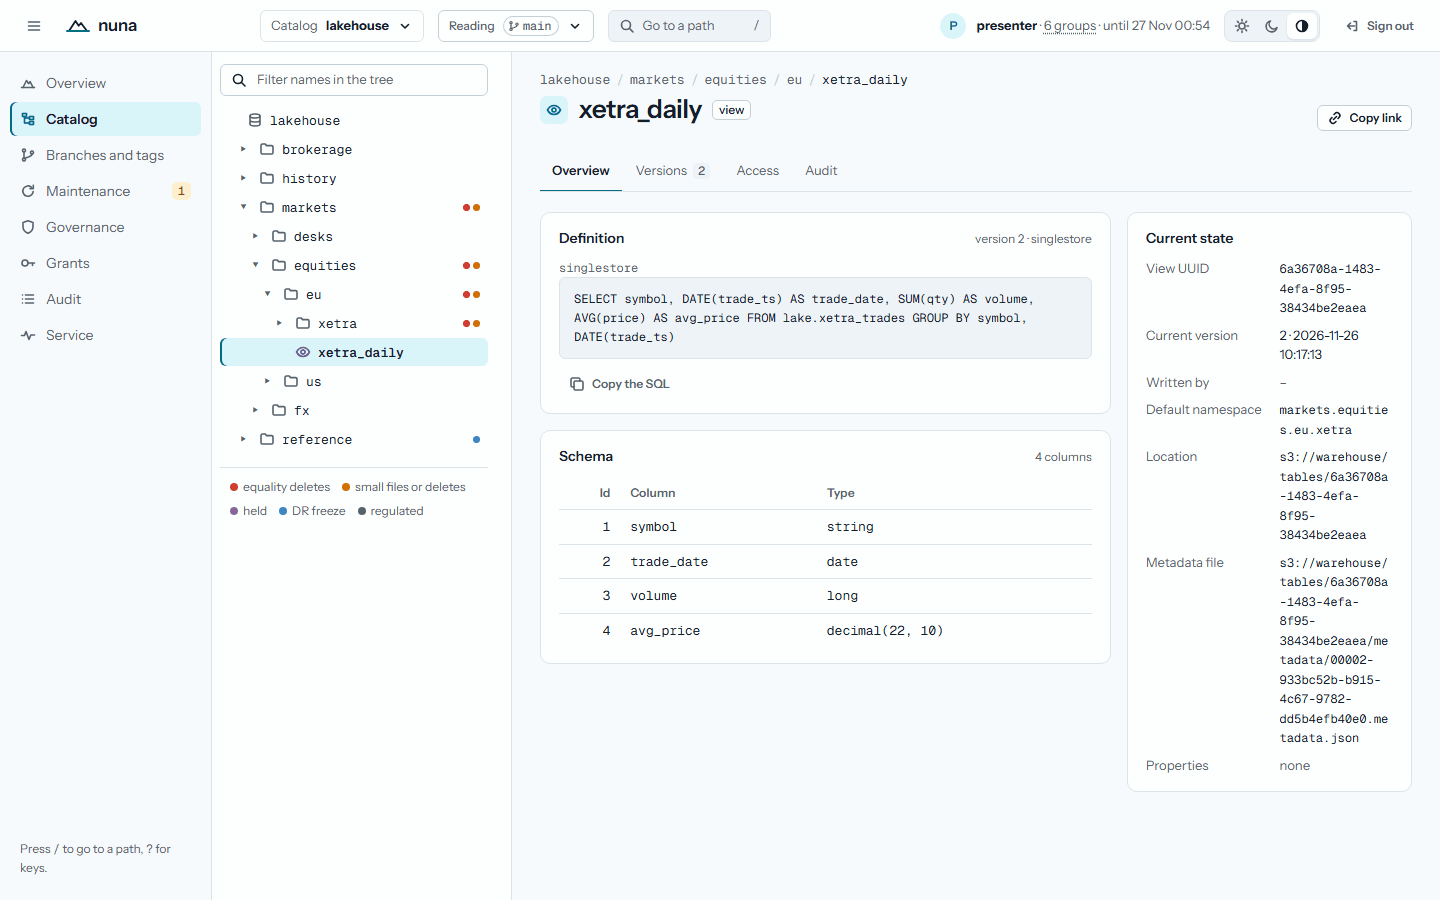 nuna
Catalog lakehouse
Reading main
Go to a path /
P presenter · 6 groups · until 27 Nov 00:54
Sign out
Overview
Catalog
Branches and tags
Maintenance 1
Governance
Grants
Audit
Service
Press / to go to a path, ? for
keys.
Filter names in the tree
lakehouse
brokerage
history
markets
desks
equities
eu
xetra
xetra_daily
us
fx
reference
equality deletes small files or deletes
held DR freeze regulated
lakehouse / markets / equities / eu / xetra_daily
xetra_daily view
Copy link
Overview Versions 2 Access Audit
Definition version 2 · singlestore
singlestore
SELECT symbol, DATE(trade_ts) AS trade_date, SUM(qty) AS volume,
AVG(price) AS avg_price FROM lake.xetra_trades GROUP BY symbol,
DATE(trade_ts)
Copy the SQL
Schema 4 columns
Id Column Type
1 symbol string
2 trade_date date
3 volume long
4 avg_price decimal(22, 10)
Current state
View UUID 6a36708a-1483-
4efa-8f95-
38434be2eaea
Current version 2 · 2026-11-26
10:17:13
Written by –
Default namespace markets.equitie
s.eu.xetra
Location s3://warehouse/
tables/6a36708a
-1483-4efa-
8f95-
38434be2eaea
Metadata file s3://warehouse/
tables/6a36708a
-1483-4efa-
8f95-
38434be2eaea/me
tadata/00002-
933bc52b-b915-
4c67-9782-
dd5b4efb40e0.me
tadata.json
Properties none